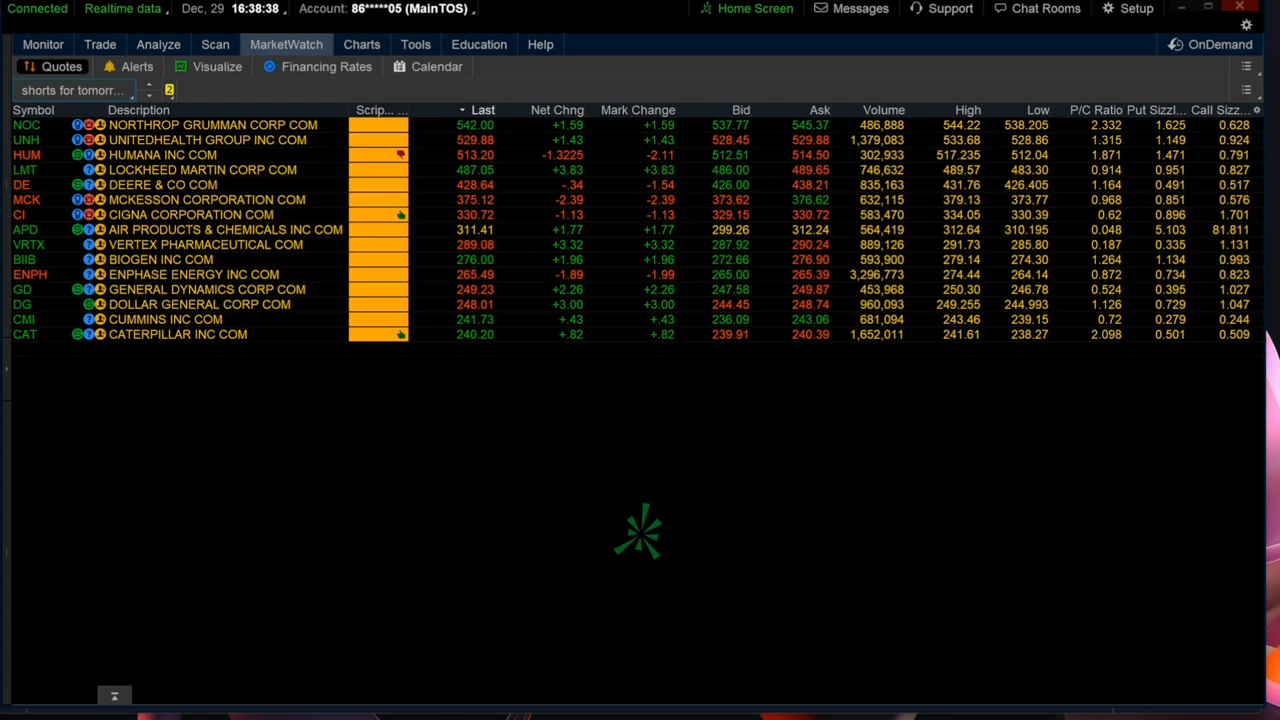 Connected Realtime data Dec, 29 16:38:38 Account: 86*****05 (MainTOS) Home Screen Messages Support Chat Rooms Setup
Monitor Trade Analyze Scan MarketWatch Charts Tools Education Help OnDemand
Quotes Alerts Visualize Financing Rates Calendar
shorts for tomorr... 2
Symbol Description Scrip... ... Last Net Chng Mark Change Bid Ask Volume High Low P/C Ratio Put Sizzl... Call Sizz...
NOC NORTHROP GRUMMAN CORP COM 542.00 +1.59 +1.59 537.77 545.37 486,888 544.22 538.205 2.332 1.625 0.628
UNH UNITEDHEALTH GROUP INC COM 529.88 +1.43 +1.43 528.45 529.88 1,379,083 533.68 528.86 1.315 1.149 0.924
HUM HUMANA INC COM 513.20 -1.3225 -2.11 512.51 514.50 302,933 517.235 512.04 1.871 1.471 0.791
LMT LOCKHEED MARTIN CORP COM 487.05 +3.83 +3.83 486.00 489.65 746,632 489.57 483.30 0.914 0.951 0.827
DE DEERE & CO COM 428.64 -.34 -1.54 426.00 438.21 835,163 431.76 426.405 1.164 0.491 0.517
MCK MCKESSON CORPORATION COM 375.12 -2.39 -2.39 373.62 376.62 632,115 379.13 373.77 0.968 0.851 0.576
CI CIGNA CORPORATION COM 330.72 -1.13 -1.13 329.15 330.72 583,470 334.05 330.39 0.62 0.896 1.701
APD AIR PRODUCTS & CHEMICALS INC COM 311.41 +1.77 +1.77 299.26 312.24 564,419 312.64 310.195 0.048 5.103 81.811
VRTX VERTEX PHARMACEUTICAL COM 289.08 +3.32 +3.32 287.92 290.24 889,126 291.73 285.80 0.187 0.335 1.131
BIIB BIOGEN INC COM 276.00 +1.96 +1.96 272.66 276.90 593,900 279.14 274.30 1.264 1.134 0.993
ENPH ENPHASE ENERGY INC COM 265.49 -1.89 -1.99 265.00 265.39 3,296,773 274.44 264.14 0.872 0.734 0.823
GD GENERAL DYNAMICS CORP COM 249.23 +2.26 +2.26 247.58 249.87 453,968 250.30 246.78 0.524 0.395 1.027
DG DOLLAR GENERAL CORP COM 248.01 +3.00 +3.00 244.45 248.74 960,093 249.255 244.993 1.126 0.729 1.047
CMI CUMMINS INC COM 241.73 +.43 +.43 236.09 243.06 681,094 243.46 239.15 0.72 0.279 0.244
CAT CATERPILLAR INC COM 240.20 +.82 +.82 239.91 240.39 1,652,011 241.61 238.27 2.098 0.501 0.509